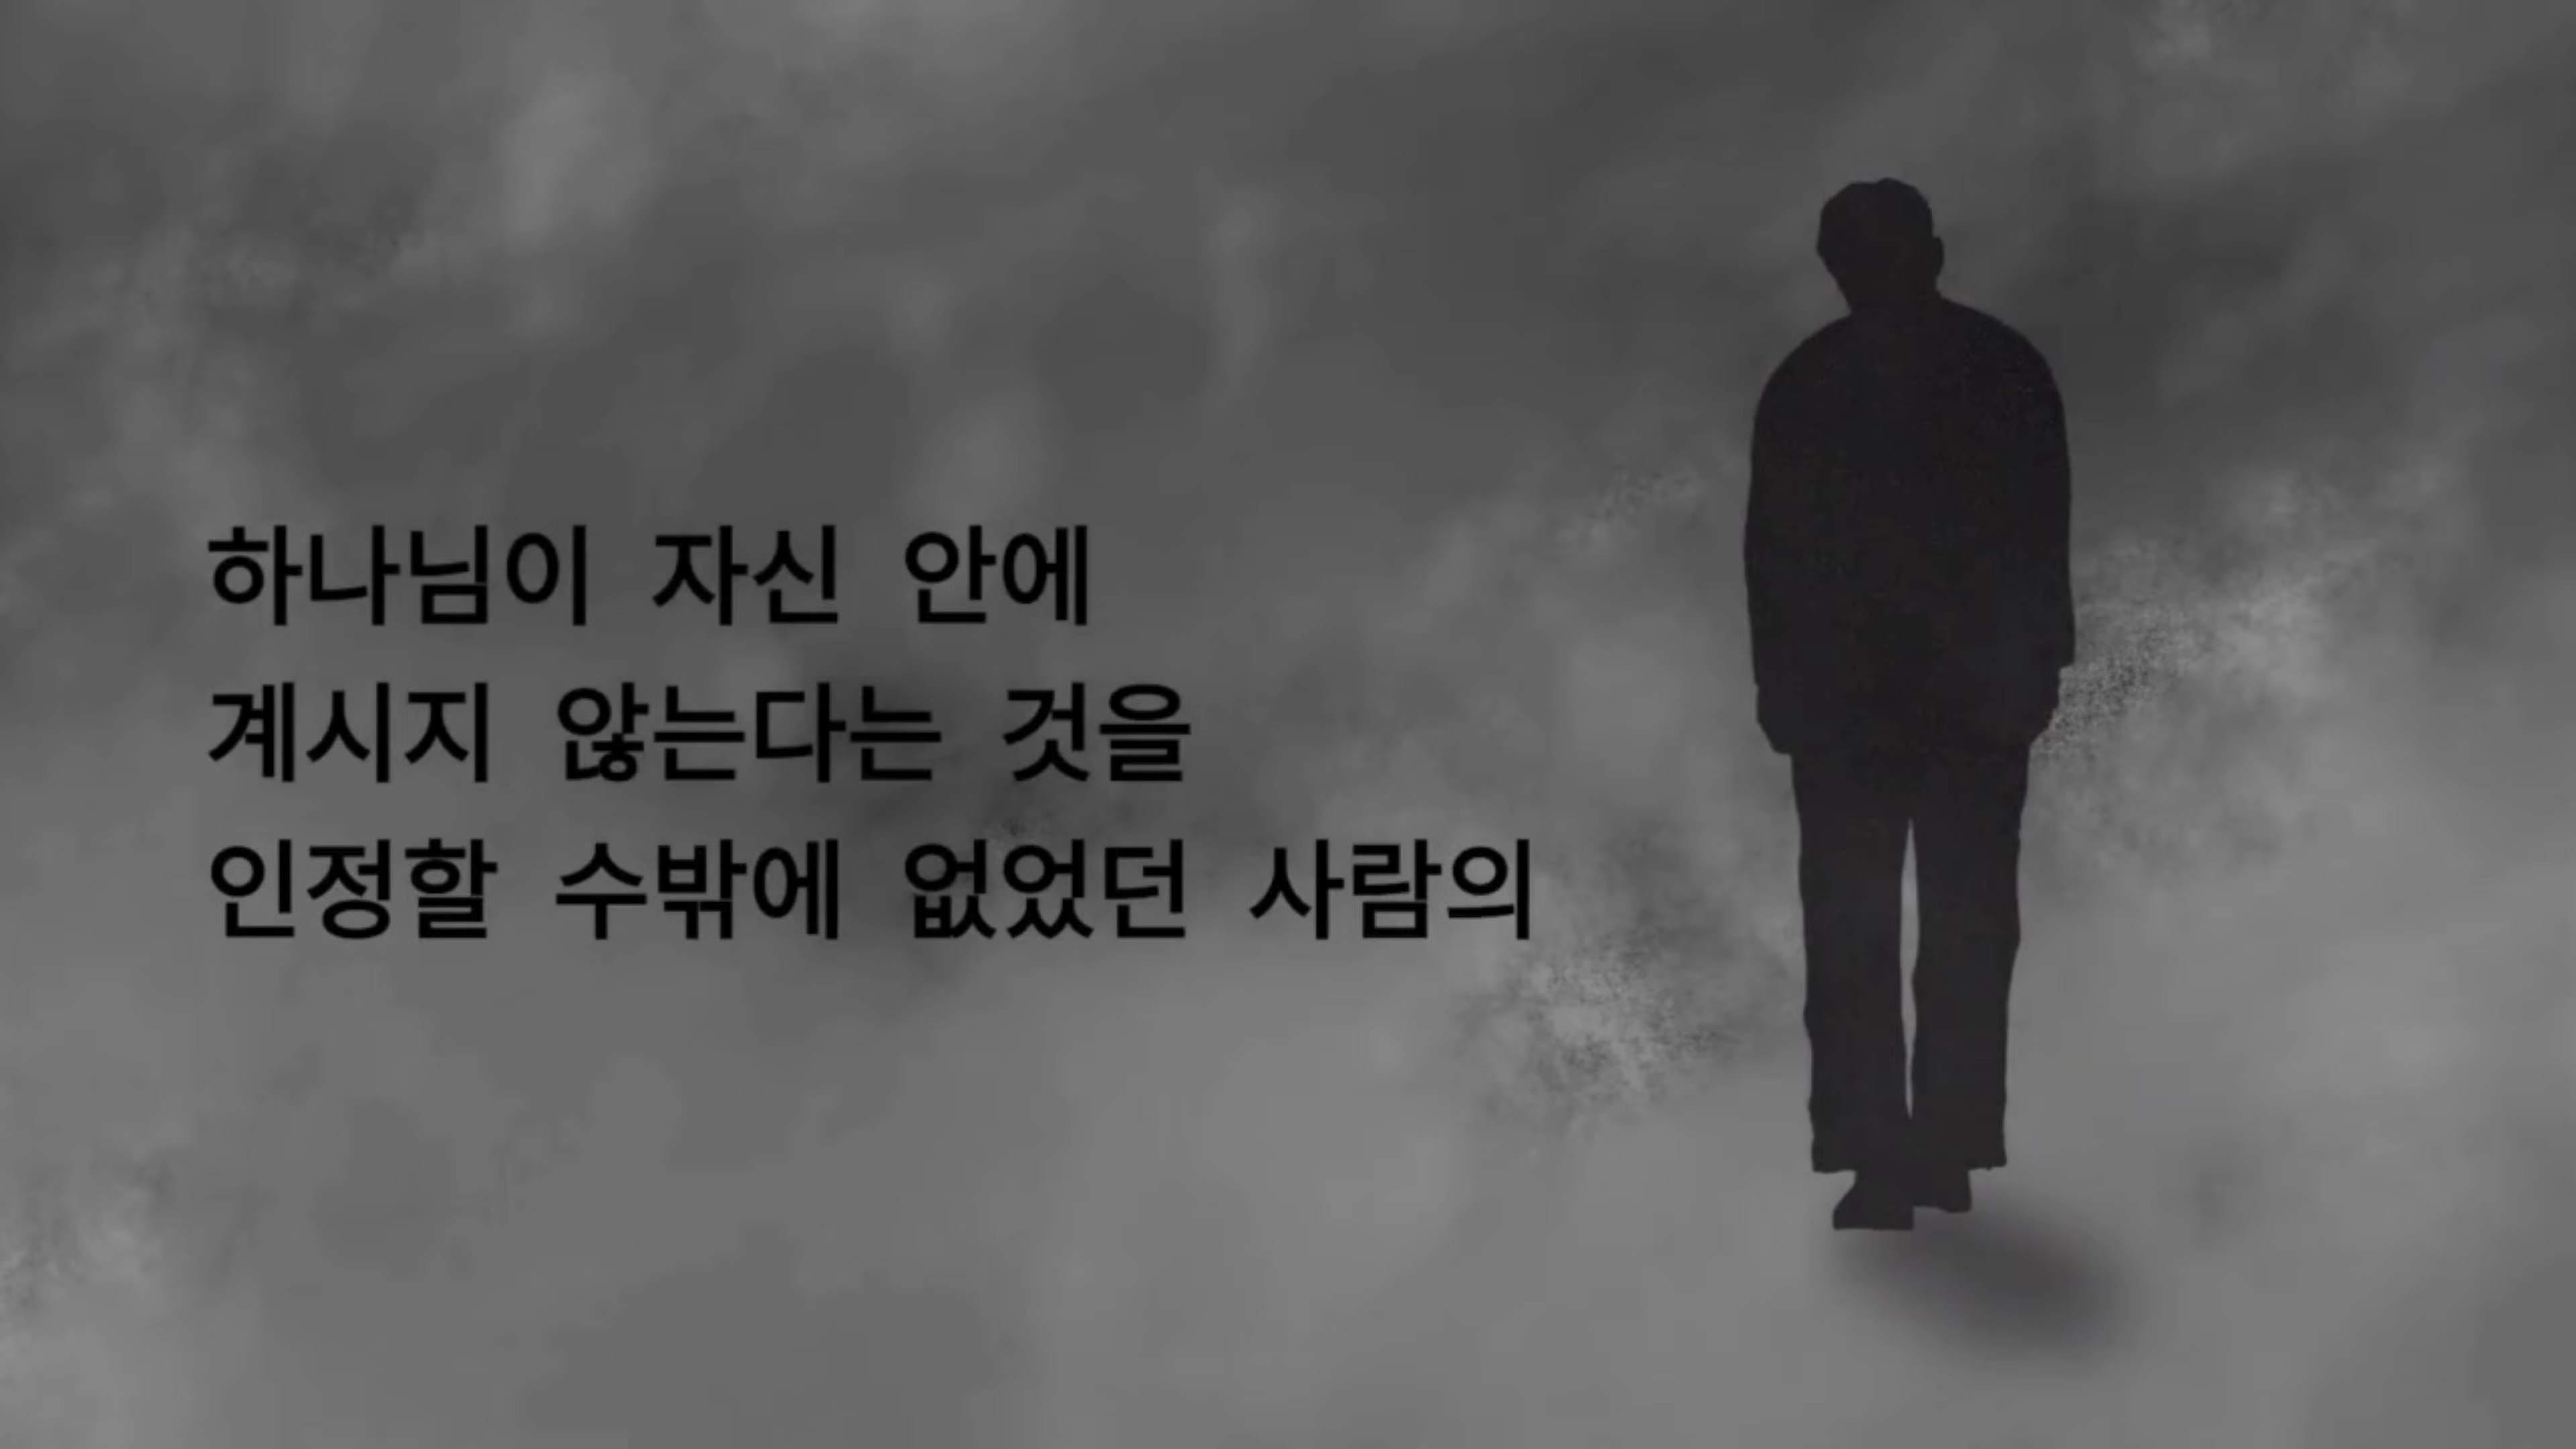 하나님이 자신 안에
계시지 않는다는 것을
인정할 수밖에 없었던 사람의